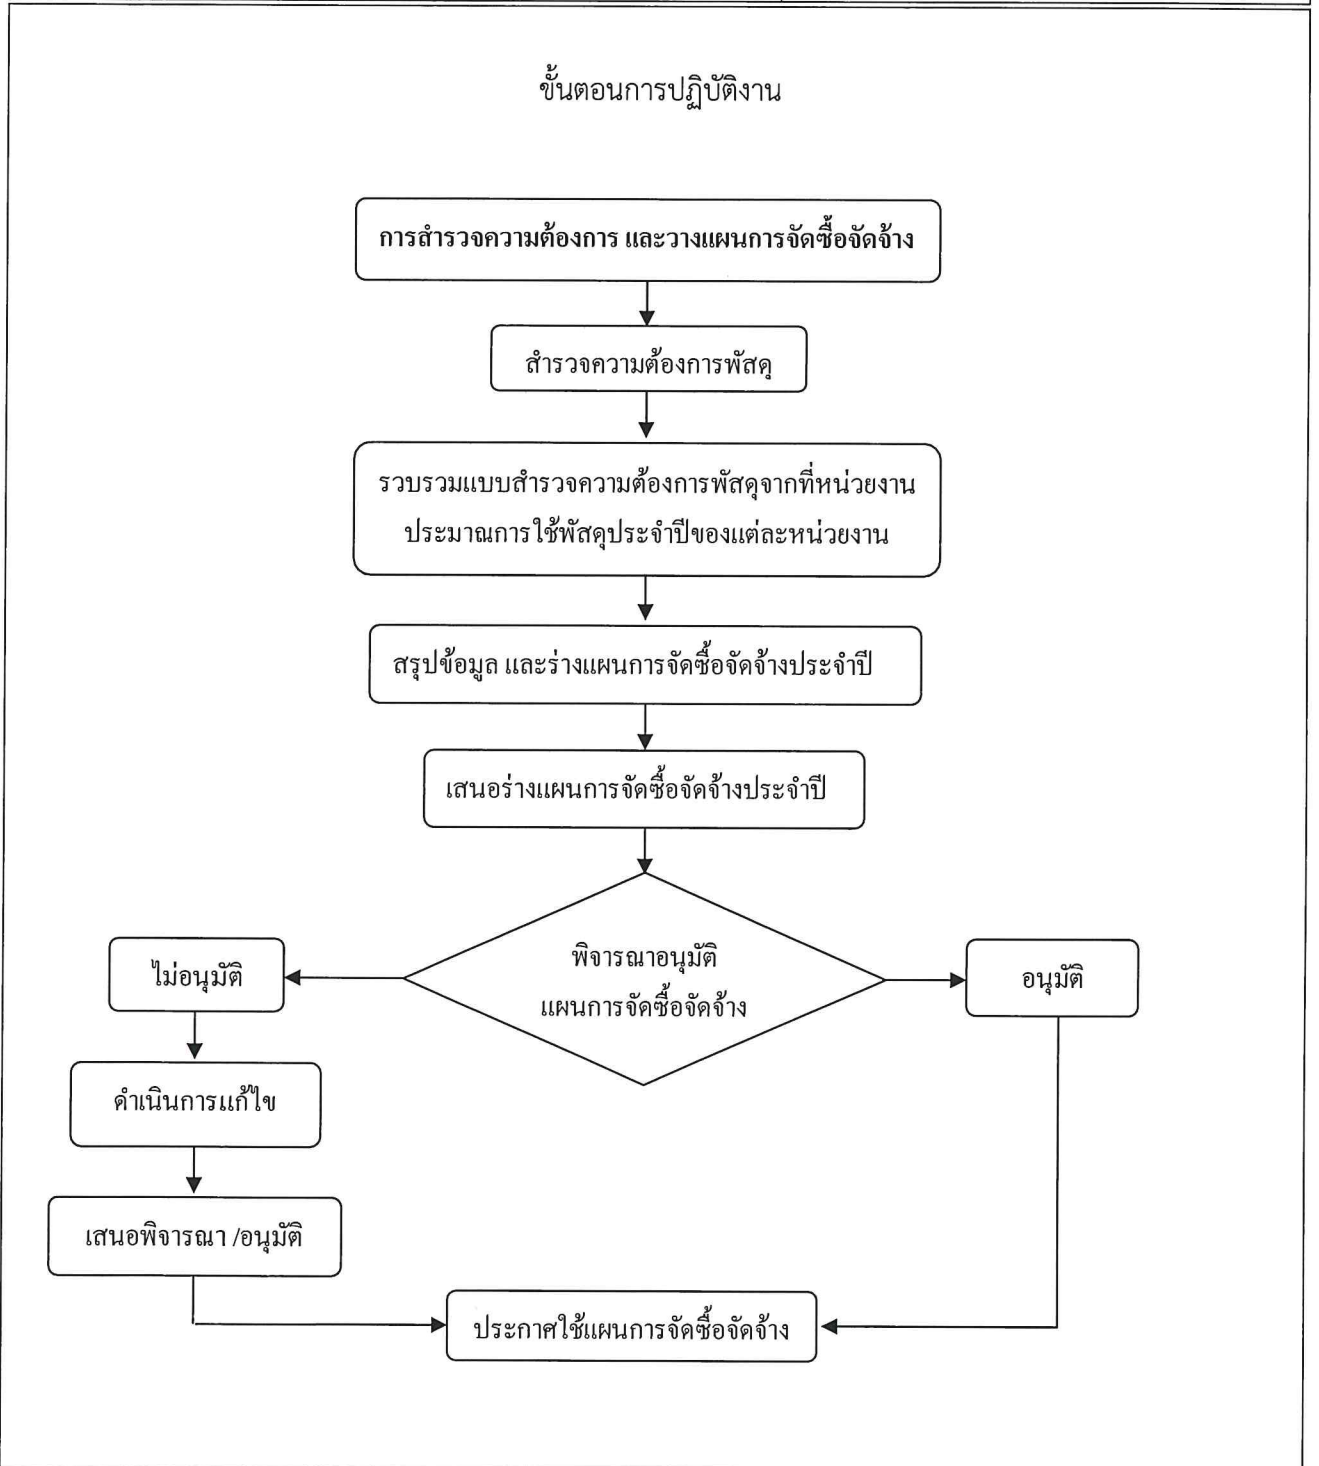 ขั้นตอนการปฏิบัติงาน
การสำรวจความต้องการ และวางแผนการจัดซื้อจัดจ้าง
สำรวจความต้องการพัสดุ
รวบรวมแบบสำรวจความต้องการพัสดุจากที่หน่วยงาน
ประมาณการใช้พัสดุประจำปีของแต่ละหน่วยงาน
สรุปข้อมูล และร่างแผนการจัดซื้อจัดจ้างประจำปี
เสนอร่างแผนการจัดซื้อจัดจ้างประจำปี
พิจารณาอนุมัติ
แผนการจัดซื้อจัดจ้าง
ไม่อนุมัติ
อนุมัติ
ดำเนินการแก้ไข
เสนอพิจารณา /อนุมัติ
ประกาศใช้แผนการจัดซื้อจัดจ้าง